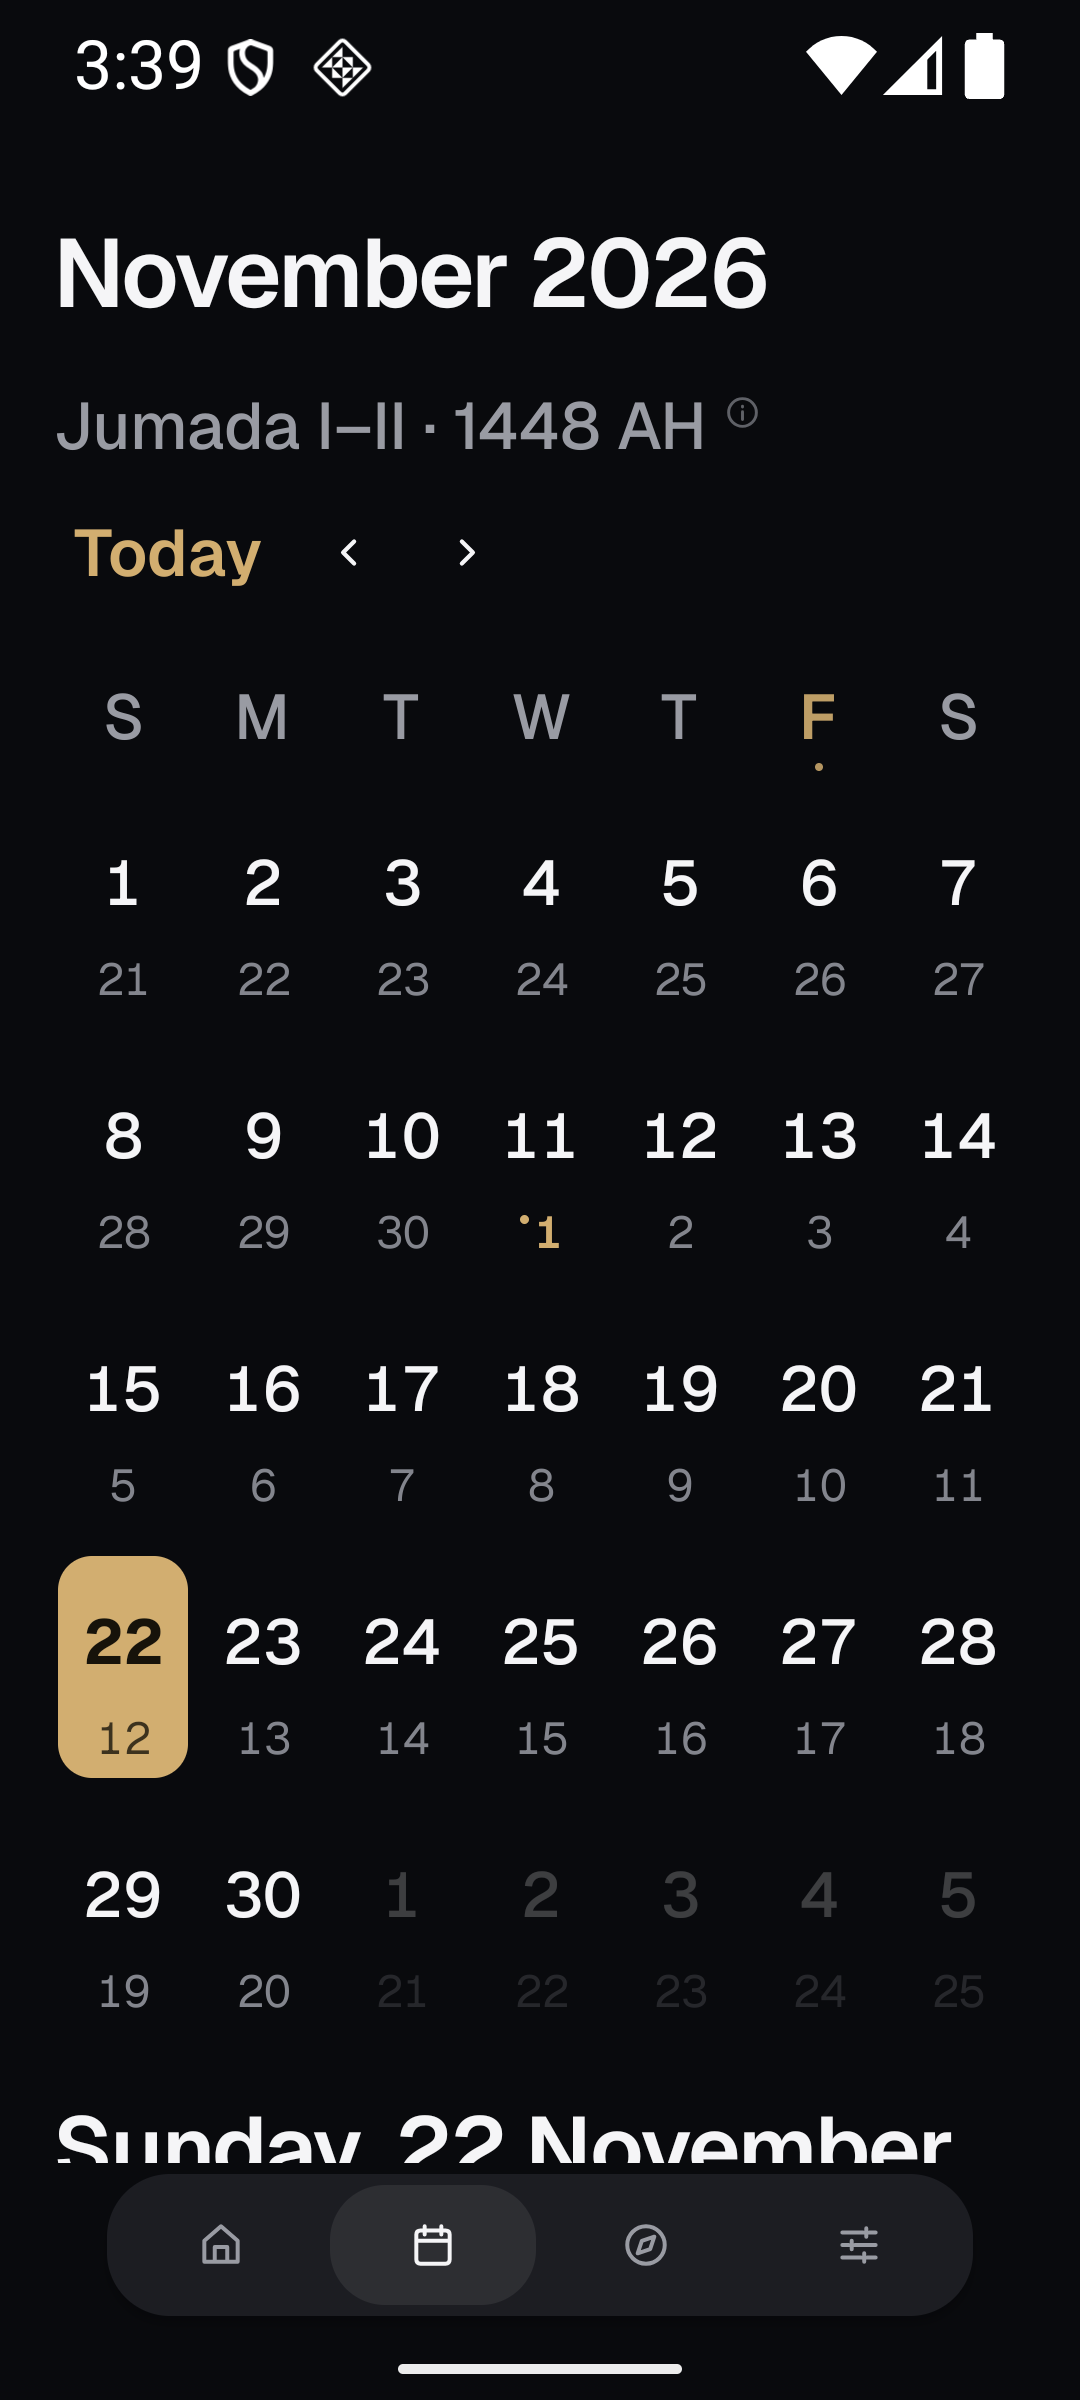 3:39
November 2026
Jumada I–II · 1448 AH
Today
S M T W T F S
1 2 3 4 5 6 7
21 22 23 24 25 26 27
8 9 10 11 12 13 14
28 29 30 1 2 3 4
15 16 17 18 19 20 21
5 6 7 8 9 10 11
22 23 24 25 26 27 28
12 13 14 15 16 17 18
29 30 1 2 3 4 5
19 20 21 22 23 24 25
Sunday, 22 November